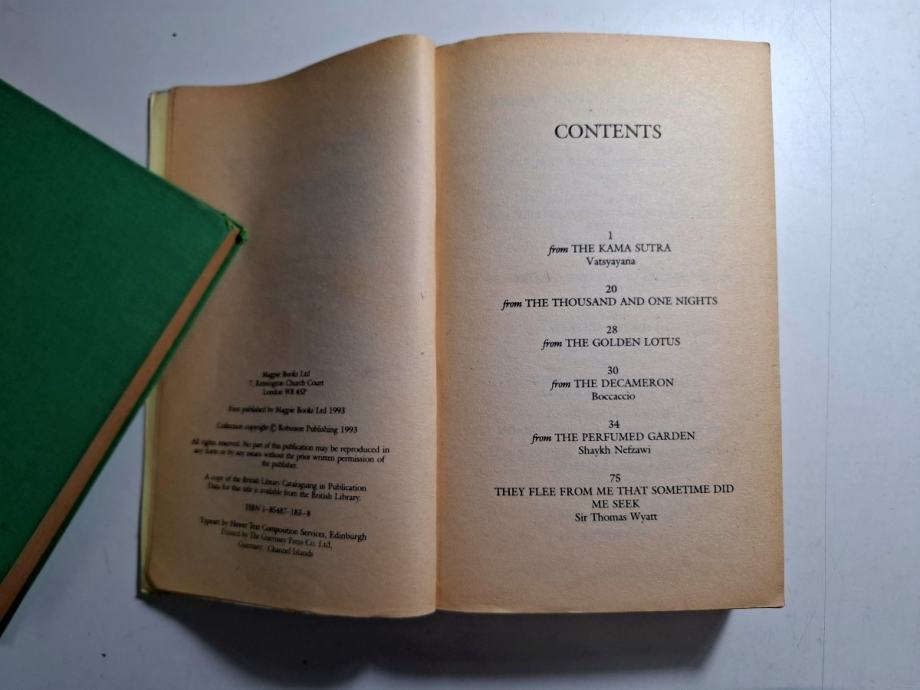 Magpie Books Ltd
7, Kensington Church Court
London W8 4SP
First published by Magpie Books Ltd 1993
Collection copyright © Robinson Publishing 1993
All rights reserved. No part of this publication may be reproduced in
any form or by any means without the prior written permission of
the publisher.
A copy of the British Library Cataloguing in Publication
Data for this title is available from the British Library.
ISBN 1-85487-183-8
Typeset by Hewer Text Composition Services, Edinburgh
Printed by The Guernsey Press Co. Ltd,
Guernsey, Channel Islands
CONTENTS
1
from THE KAMA SUTRA
Vatsyayana
20
from THE THOUSAND AND ONE NIGHTS
28
from THE GOLDEN LOTUS
30
from THE DECAMERON
Boccaccio
34
from THE PERFUMED GARDEN
Shaykh Nefzawi
75
THEY FLEE FROM ME THAT SOMETIME DID
ME SEEK
Sir Thomas Wyatt